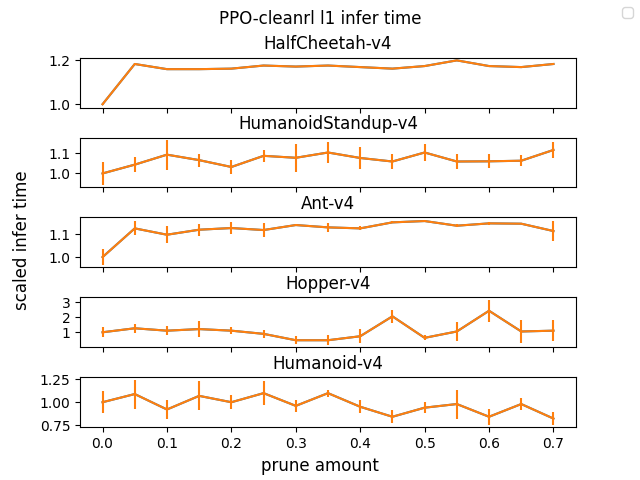 PPO-cleanrl l1 infer time
HalfCheetah-v4
1.2
1.0
HumanoidStandup-v4
1.1
1.0
Ant-v4
1.1
1.0
Hopper-v4
3
2
1
Humanoid-v4
1.25
1.00
0.75
0.0 0.1 0.2 0.3 0.4 0.5 0.6 0.7
prune amount
scaled infer time